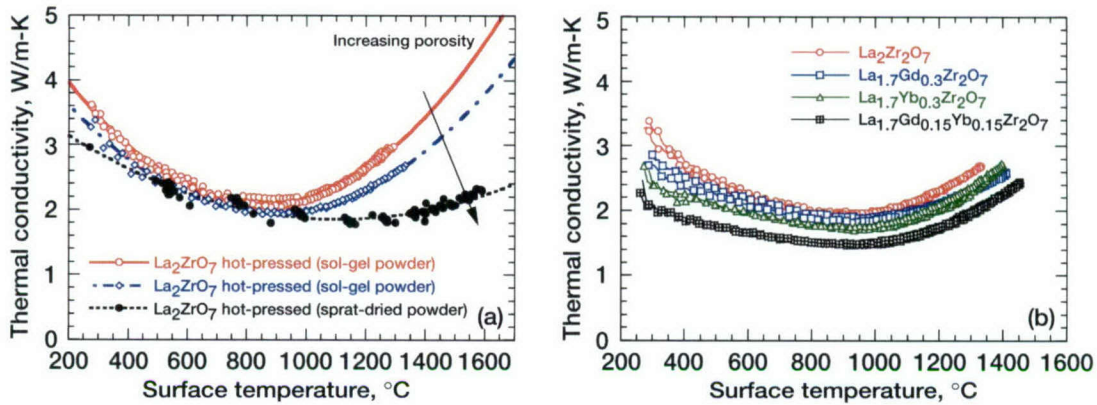 5
4
3
2
1
0
200 400 600 800 1000 1200 1400 1600
Thermal conductivity, W/m-K
Surface temperature, °C
Increasing porosity
La2ZrO7 hot-pressed (sol-gel powder)
La2ZrO7 hot-pressed (sol-gel powder)
La2ZrO7 hot-pressed (sprat-dried powder)
(a)
5
4
3
2
1
0
200 400 600 800 1000 1200 1400 1600
Thermal conductivity, W/m-K
Surface temperature, °C
La2Zr2O7
La1.7Gd0.3Zr2O7
La1.7Yb0.3Zr2O7
La1.7Gd0.15Yb0.15Zr2O7
(b)